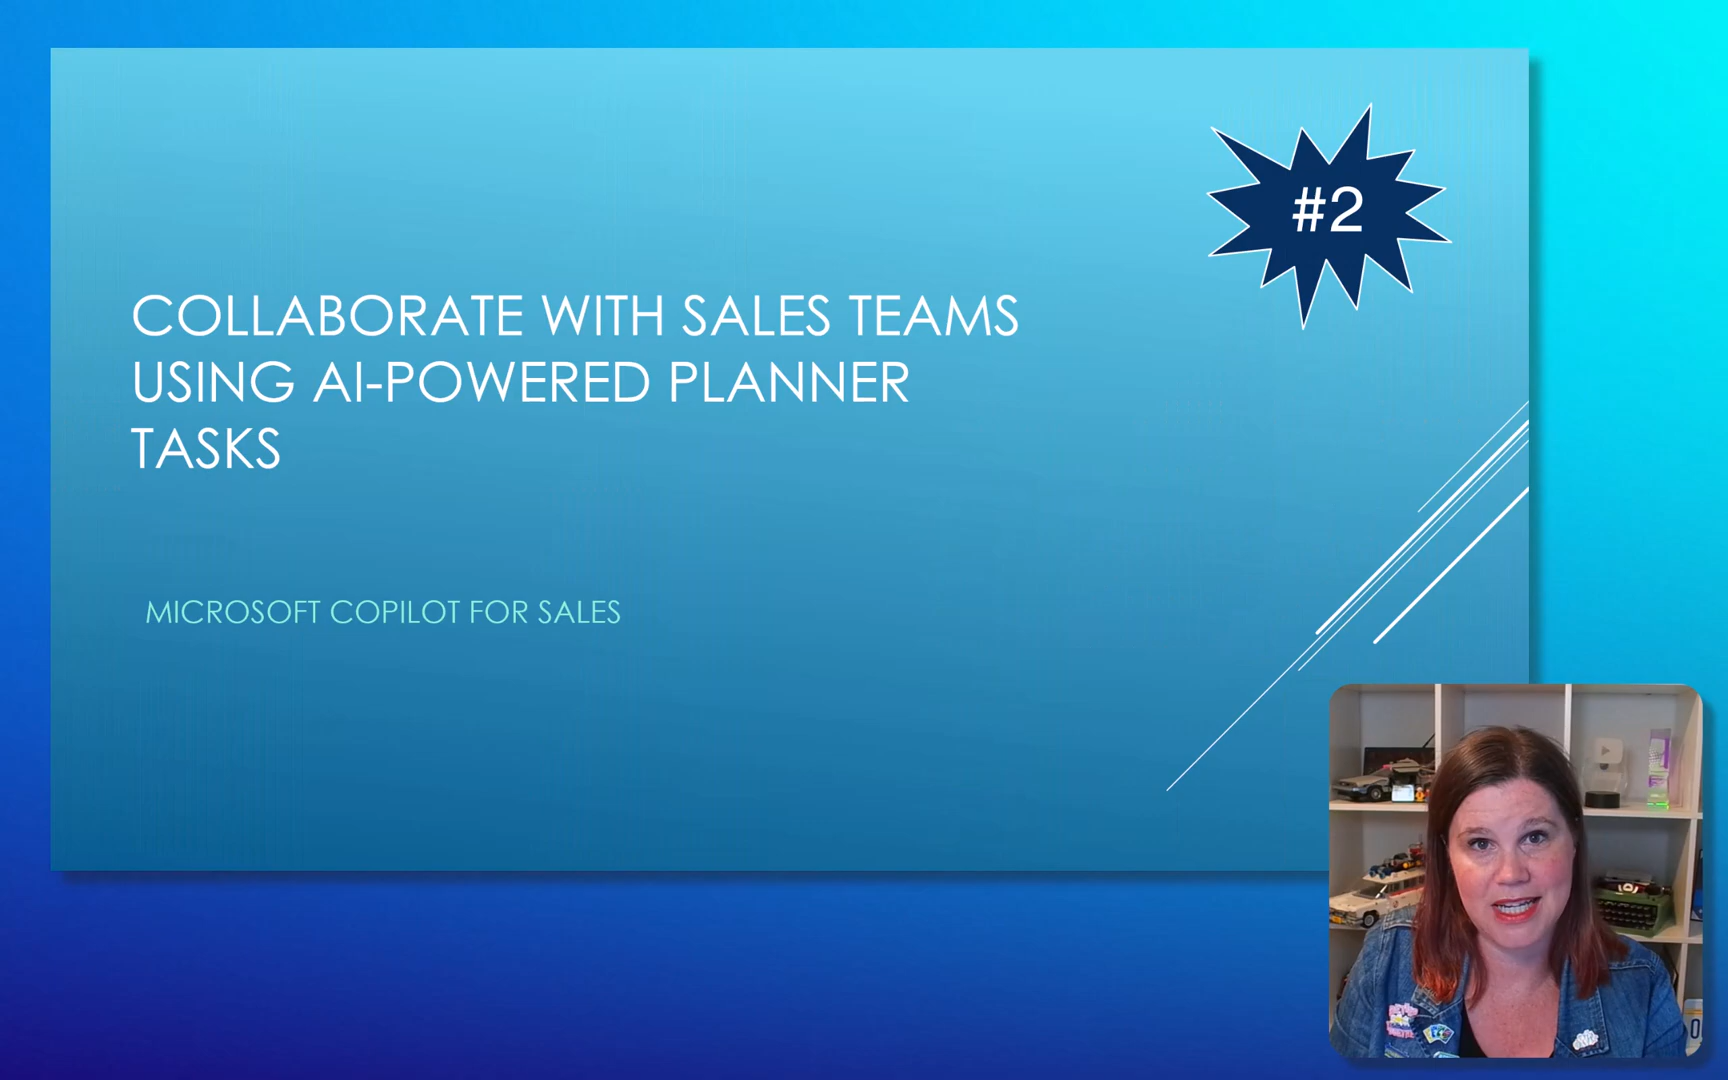 #2
COLLABORATE WITH SALES TEAMS
USING AI-POWERED PLANNER
TASKS
MICROSOFT COPILOT FOR SALES